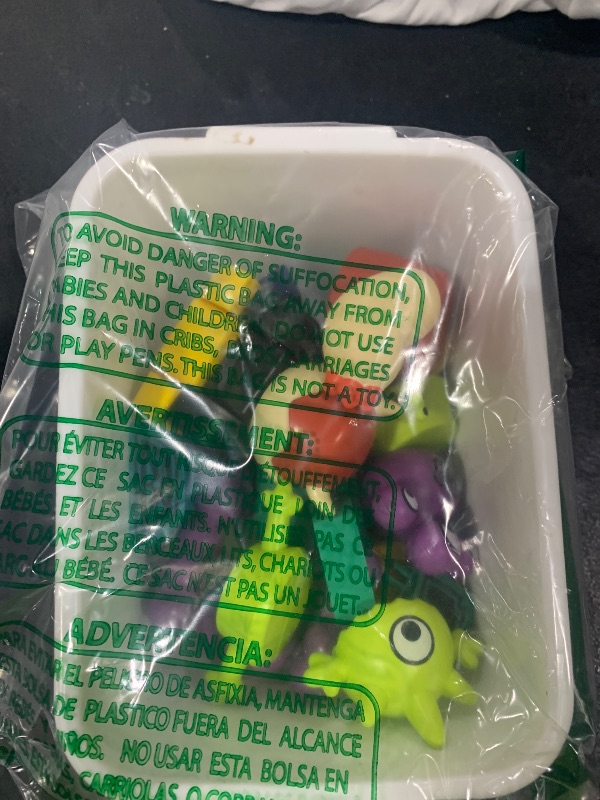 WARNING:
TO AVOID DANGER OF SUFFOCATION,
KEEP THIS PLASTIC BAG AWAY FROM
BABIES AND CHILDREN. DO NOT USE
THIS BAG IN CRIBS, BEDS, CARRIAGES
OR PLAY PENS. THIS BAG IS NOT A TOY.
AVERTISSEMENT:
POUR ÉVITER TOUT RISQUE D'ÉTOUFFEMENT,
GARDEZ CE SAC EN PLASTIQUE LOIN DES
BÉBÉS ET LES ENFANTS. N'UTILISEZ PAS CE
SAC DANS LES BERCEAUX, LITS, CHARIOTS OU
PARC BÉBÉ. CE SAC N'EST PAS UN JOUET.
ADVERTENCIA:
PARA EVITAR EL PELIGRO DE ASFIXIA, MANTENGA
ESTA BOLSA DE PLASTICO FUERA DEL ALCANCE
NO USAR ESTA BOLSA EN
CARRIOLAS, O